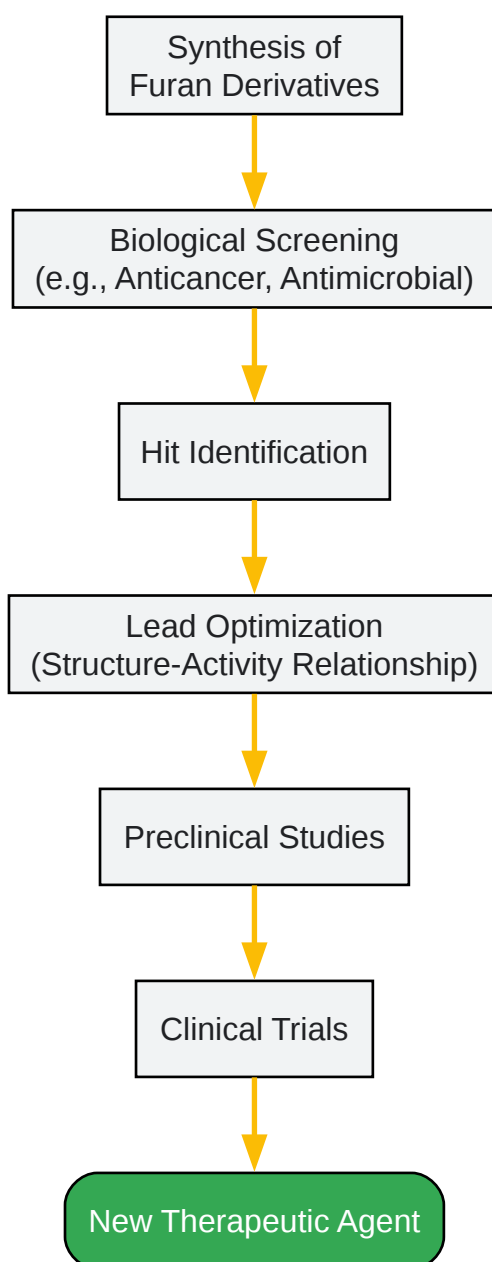 Synthesis of
Furan Derivatives
Biological Screening
(e.g., Anticancer, Antimicrobial)
Hit Identification
Lead Optimization
(Structure-Activity Relationship)
Preclinical Studies
Clinical Trials
New Therapeutic Agent